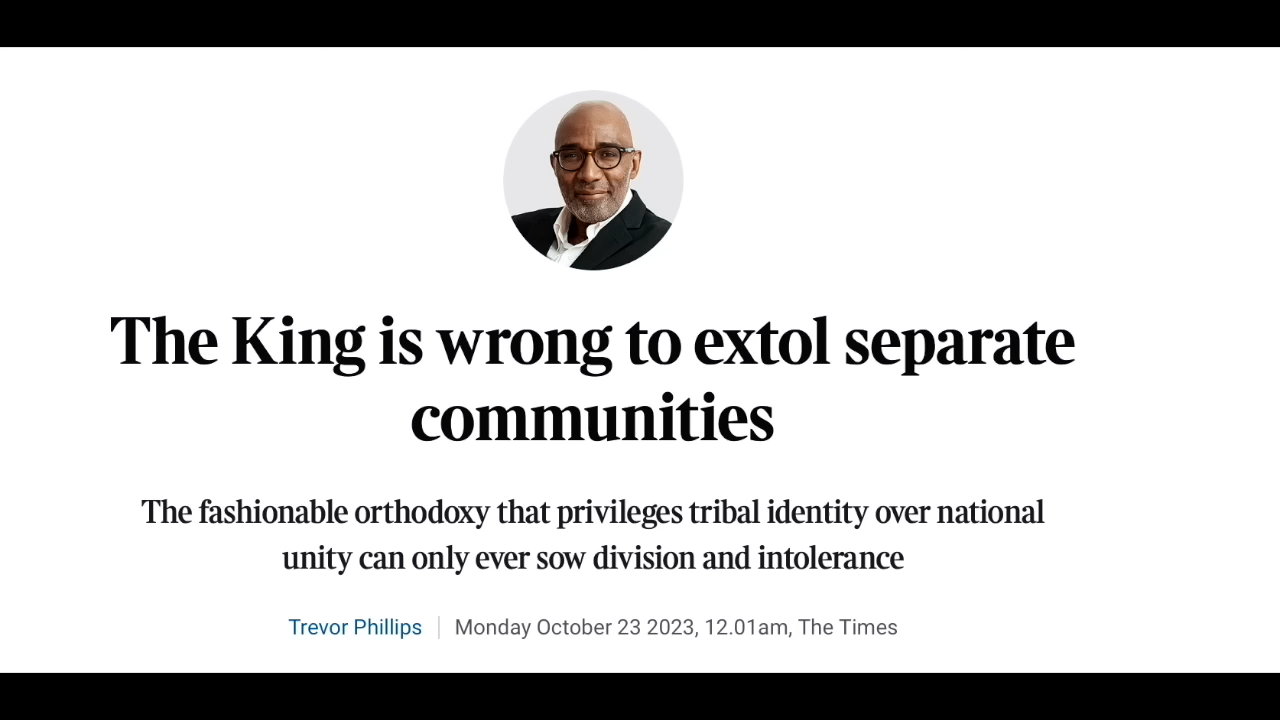 The King is wrong to extol separate
communities
The fashionable orthodoxy that privileges tribal identity over national
unity can only ever sow division and intolerance
Trevor Phillips | Monday October 23 2023, 12.01am, The Times